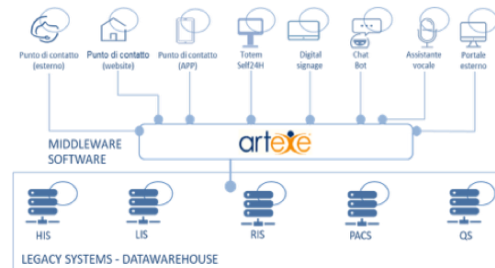 Punto di contatto
(esterno)
Punto di contatto
(website)
Punto di contatto
(APP)
Totem
Self24H
Digital
signage
Chat
Bot
Assistante
vocale
Portale
esterno
MIDDLEWARE
SOFTWARE
artexe
HIS
LIS
RIS
PACS
QS
LEGACY SYSTEMS - DATAWAREHOUSE